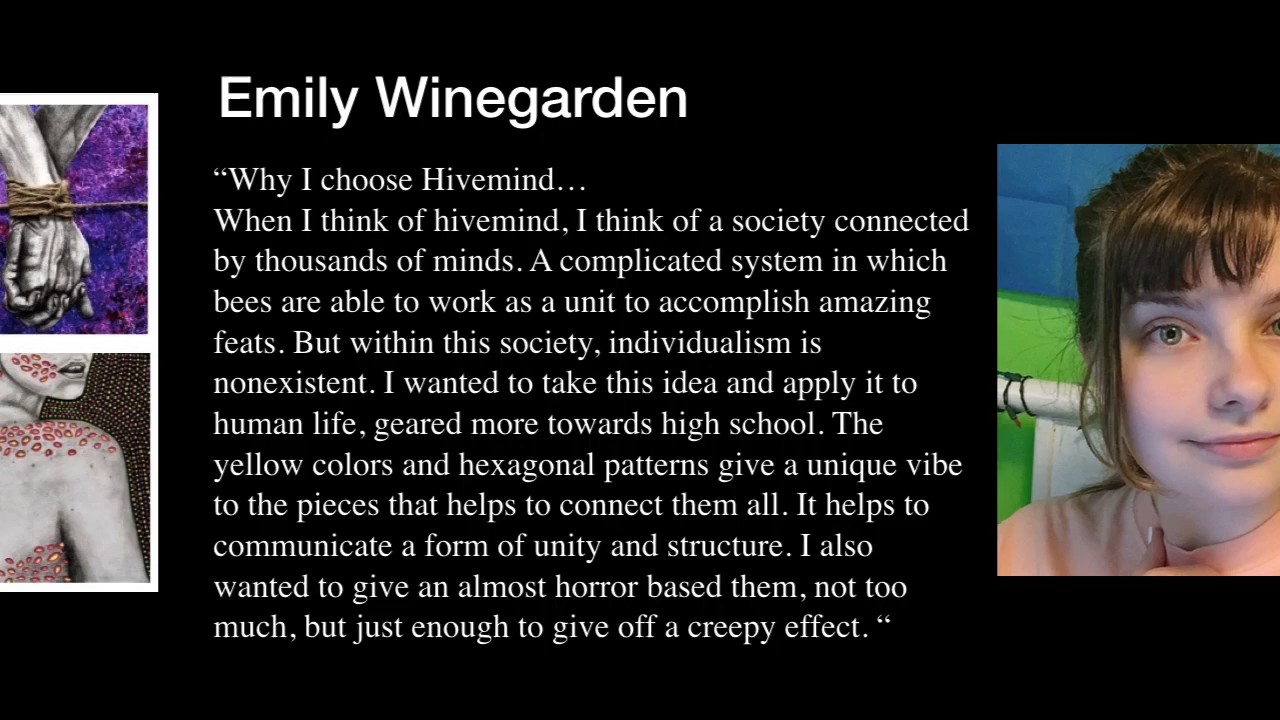 Emily Winegarden
“Why I choose Hivemind…
When I think of hivemind, I think of a society connected
by thousands of minds. A complicated system in which
bees are able to work as a unit to accomplish amazing
feats. But within this society, individualism is
nonexistent. I wanted to take this idea and apply it to
human life, geared more towards high school. The
yellow colors and hexagonal patterns give a unique vibe
to the pieces that helps to connect them all. It helps to
communicate a form of unity and structure. I also
wanted to give an almost horror based them, not too
much, but just enough to give off a creepy effect. “